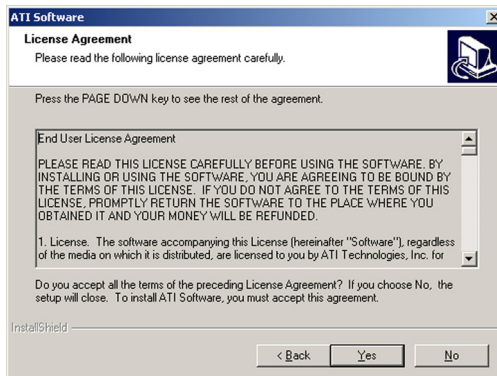 ATI Software
License Agreement
Please read the following license agreement carefully.
Press the PAGE DOWN key to see the rest of the agreement.
End User License Agreement
PLEASE READ THIS LICENSE CAREFULLY BEFORE USING THE SOFTWARE. BY
INSTALLING OR USING THE SOFTWARE, YOU ARE AGREEING TO BE BOUND BY
THE TERMS OF THIS LICENSE. IF YOU DO NOT AGREE TO THE TERMS OF THIS
LICENSE, PROMPTLY RETURN THE SOFTWARE TO THE PLACE WHERE YOU
OBTAINED IT AND YOUR MONEY WILL BE REFUNDED.
1. License. The software accompanying this License (hereinafter "Software"), regardless
of the media on which it is distributed, are licensed to you by ATI Technologies, Inc. for
Do you accept all the terms of the preceding License Agreement? If you choose No, the
setup will close. To install ATI Software, you must accept this agreement.
InstallShield
< Back Yes No